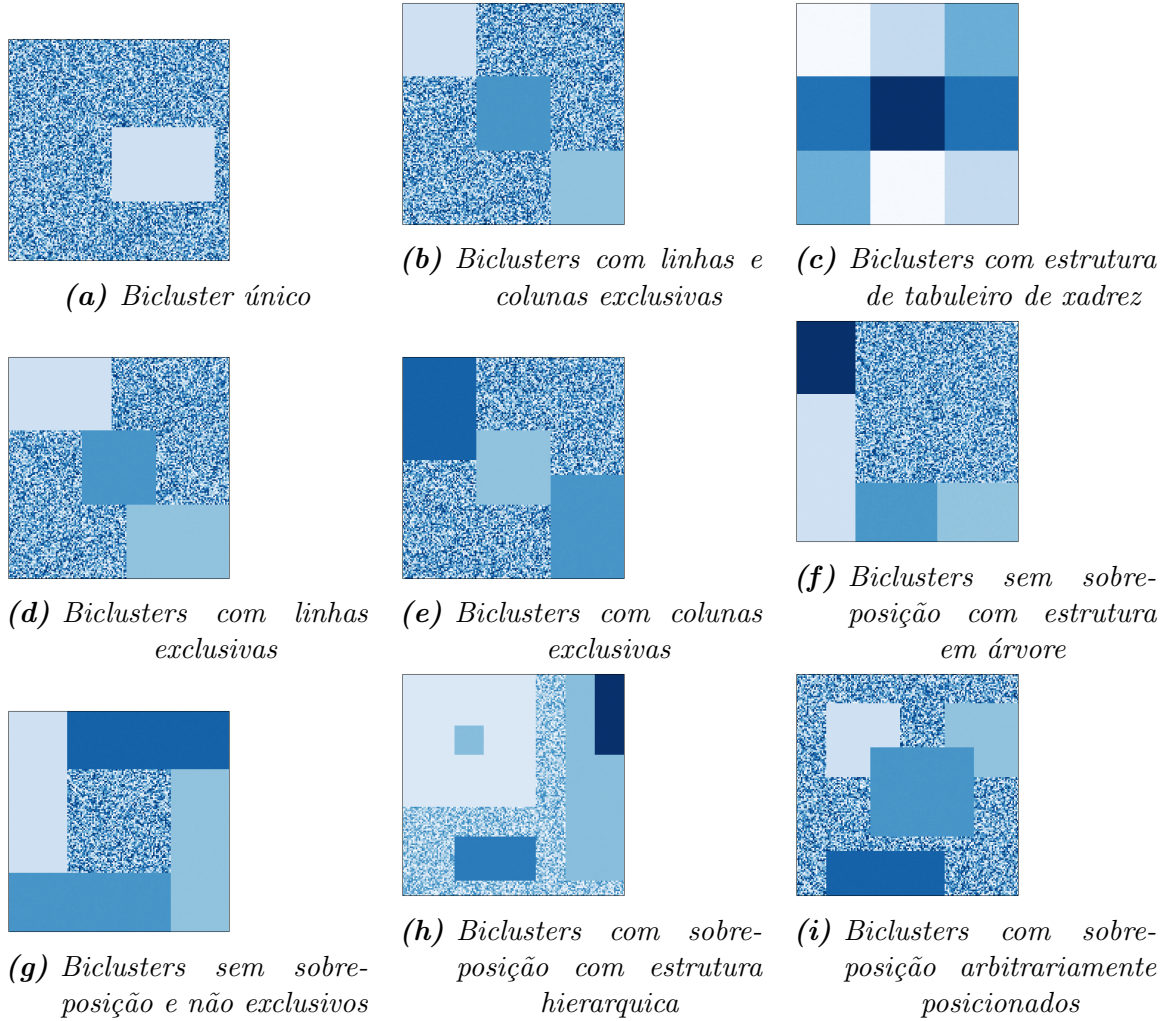 (a) Bicluster único
(b) Biclusters com linhas e
colunas exclusivas
(c) Biclusters com estrutura
de tabuleiro de xadrez
(d) Biclusters com linhas
exclusivas
(e) Biclusters com colunas
exclusivas
(f) Biclusters sem sobre-
posição com estrutura
em árvore
(g) Biclusters sem sobre-
posição e não exclusivos
(h) Biclusters com sobre-
posição com estrutura
hierarquica
(i) Biclusters com sobre-
posição arbitrariamente
posicionados